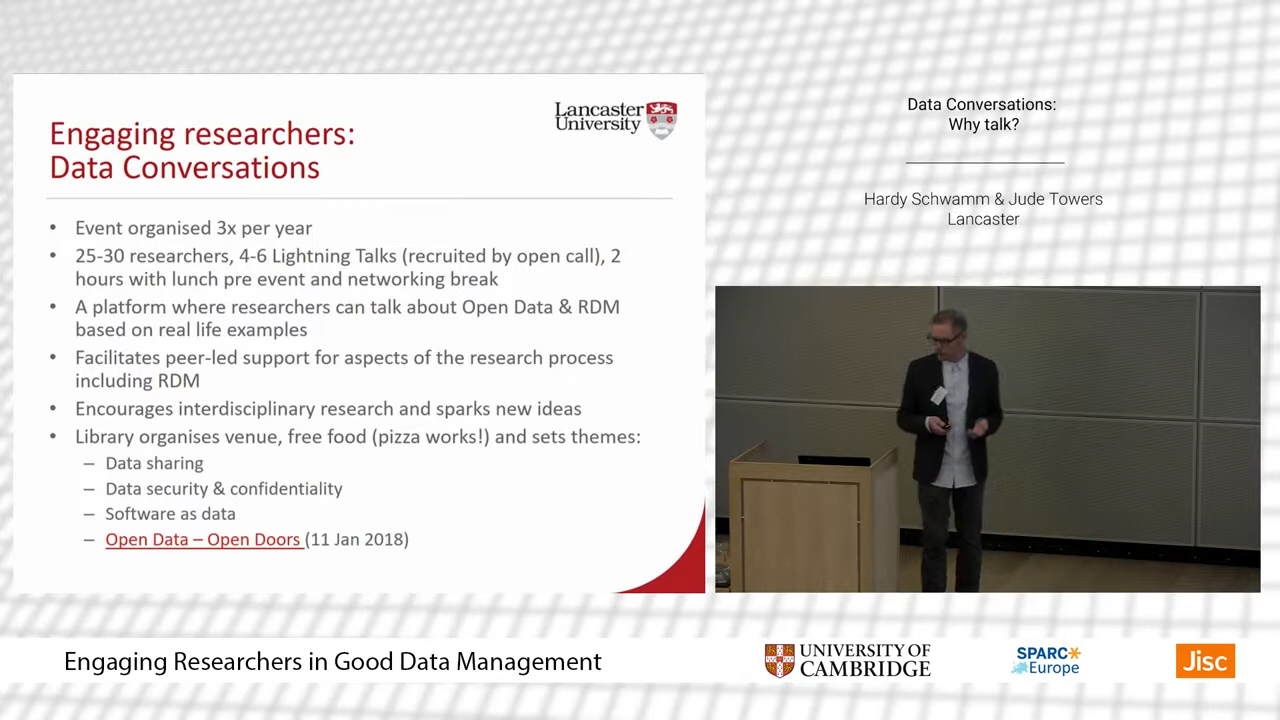 Lancaster
University
Engaging researchers:
Data Conversations
• Event organised 3x per year
• 25-30 researchers, 4-6 Lightning Talks (recruited by open call), 2
hours with lunch pre event and networking break
• A platform where researchers can talk about Open Data & RDM
based on real life examples
• Facilitates peer-led support for aspects of the research process
including RDM
• Encourages interdisciplinary research and sparks new ideas
• Library organises venue, free food (pizza works!) and sets themes:
– Data sharing
– Data security & confidentiality
– Software as data
– Open Data – Open Doors (11 Jan 2018)
Data Conversations:
Why talk?
Hardy Schwamm & Jude Towers
Lancaster
Engaging Researchers in Good Data Management
UNIVERSITY OF
CAMBRIDGE
SPARC
Europe
Jisc